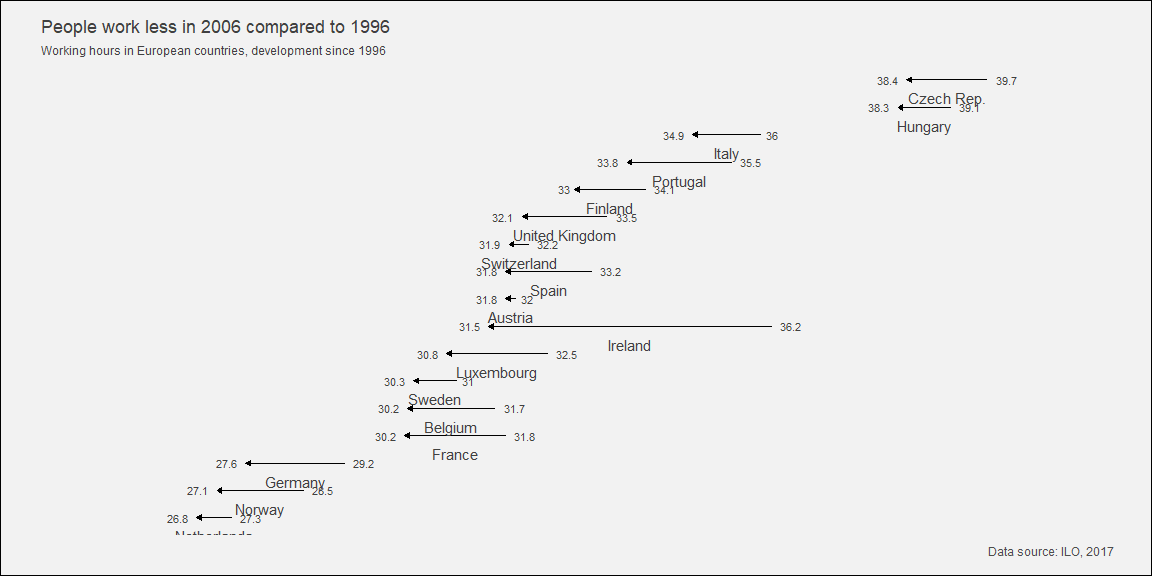 People work less in 2006 compared to 1996
Working hours in European countries, development since 1996
38.4 39.7
Czech Rep.
38.3 39.1
Hungary
34.9 36
Italy
33.8 35.5
Portugal
33 34.1
Finland
32.1 33.5
United Kingdom
31.9 32.2
Switzerland
31.8 33.2
Spain
31.8 32
Austria
31.5 36.2
Ireland
30.8 32.5
Luxembourg
30.3 31
Sweden
30.2 31.7
Belgium
30.2 31.8
France
27.6 29.2
Germany
27.1 28.5
Norway
26.8 27.3
Netherlands
Data source: ILO, 2017